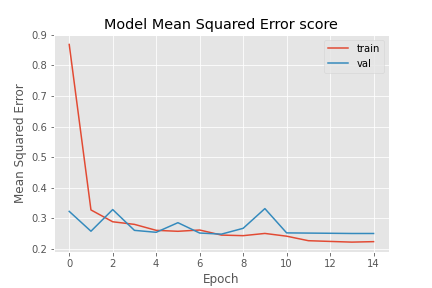 Model Mean Squared Error score
train
val
Mean Squared Error
0.9
0.8
0.7
0.6
0.5
0.4
0.3
0.2
0 2 4 6 8 10 12 14
Epoch